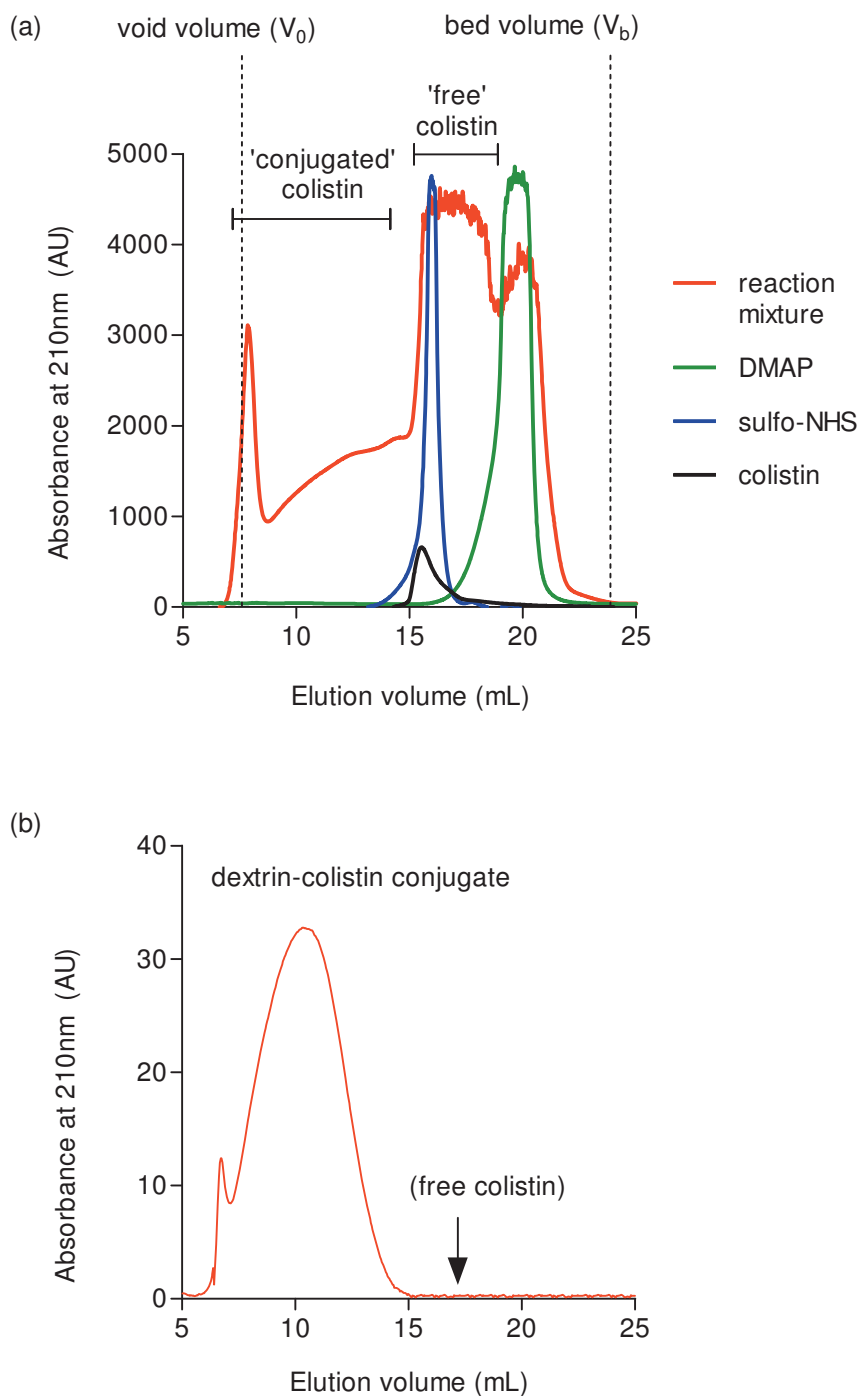 (a)
void volume (V0)
bed volume (Vb)
'free'
colistin
'conjugated'
colistin
5000
4000
3000
2000
1000
0
Absorbance at 210nm (AU)
5
10
15
20
25
Elution volume (mL)
reaction
mixture
DMAP
sulfo-NHS
colistin
(b)
dextrin-colistin conjugate
40
30
20
10
0
Absorbance at 210nm (AU)
(free colistin)
5
10
15
20
25
Elution volume (mL)